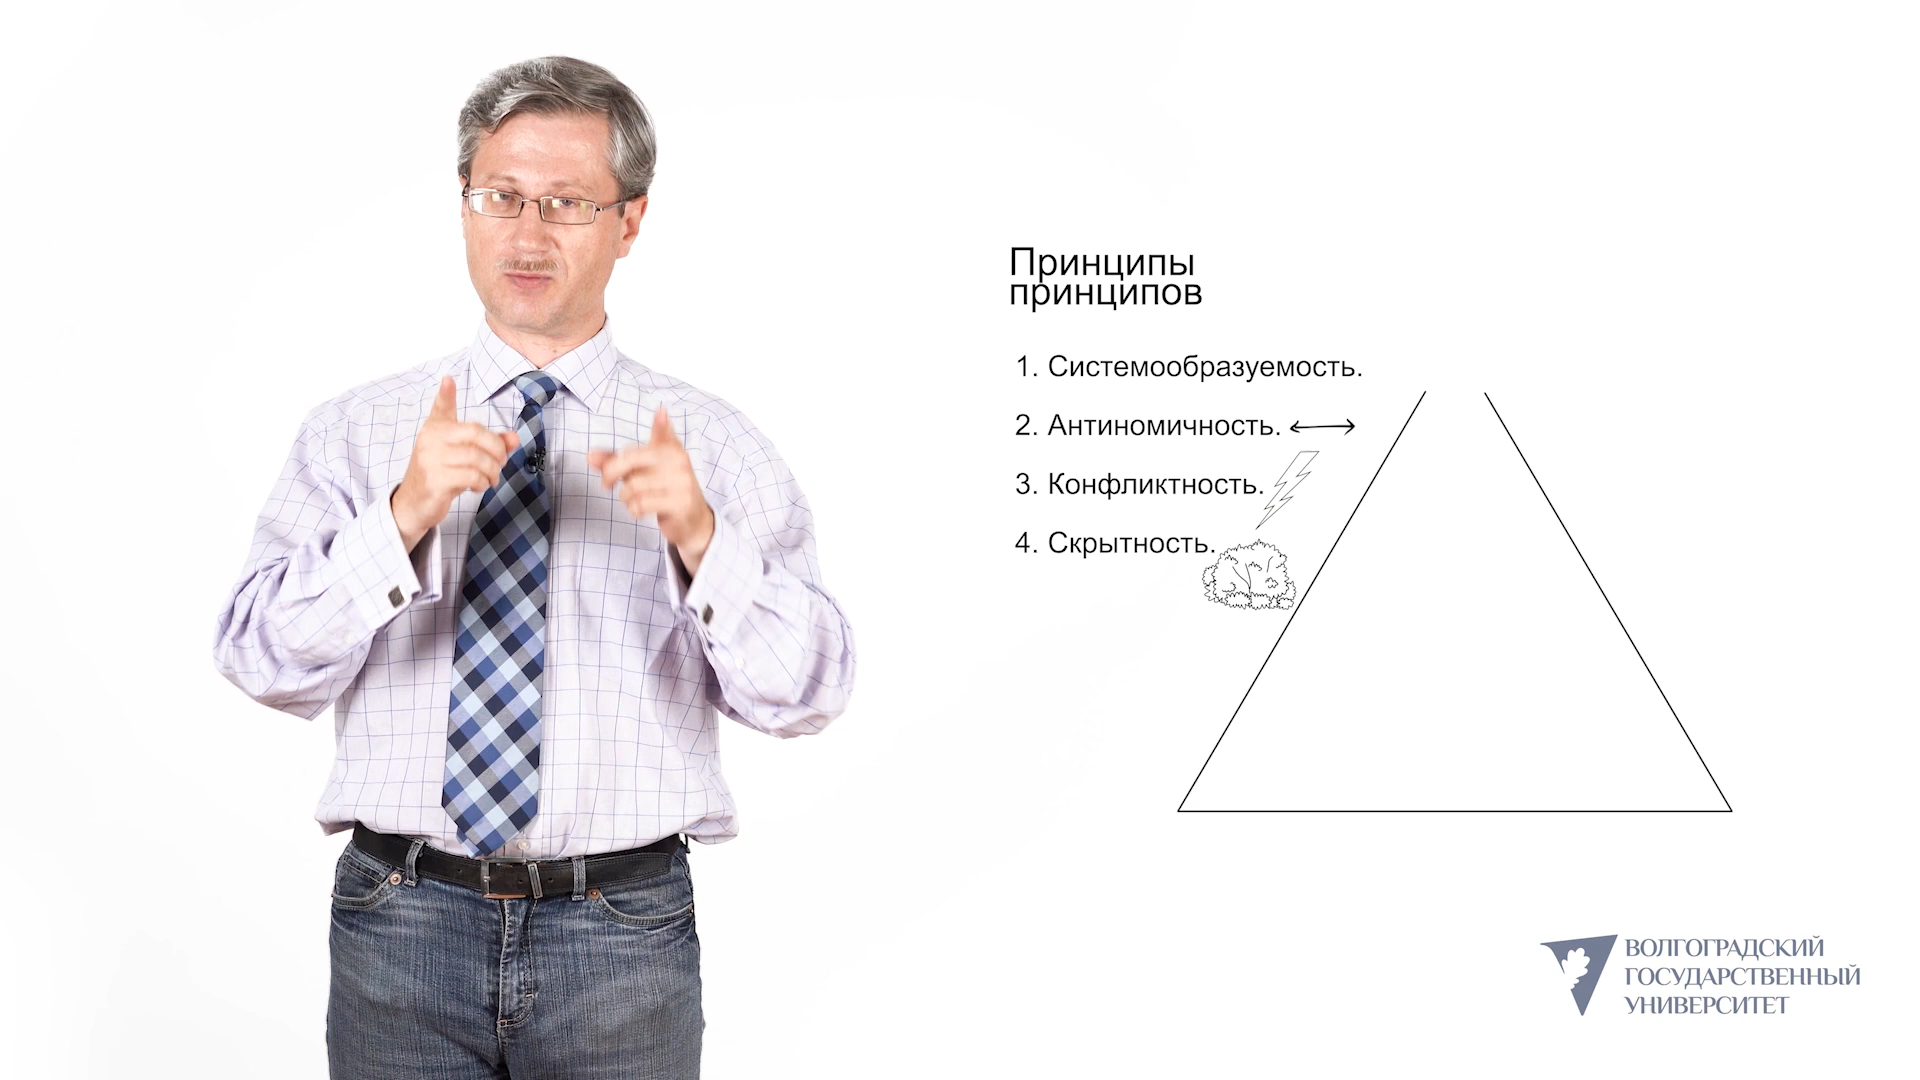 Принципы
принципов
1. Системообразуемость.
2. Антиномичность.
3. Конфликтность.
4. Скрытность.
ВОЛГОГРАДСКИЙ
ГОСУДАРСТВЕННЫЙ
УНИВЕРСИТЕТ